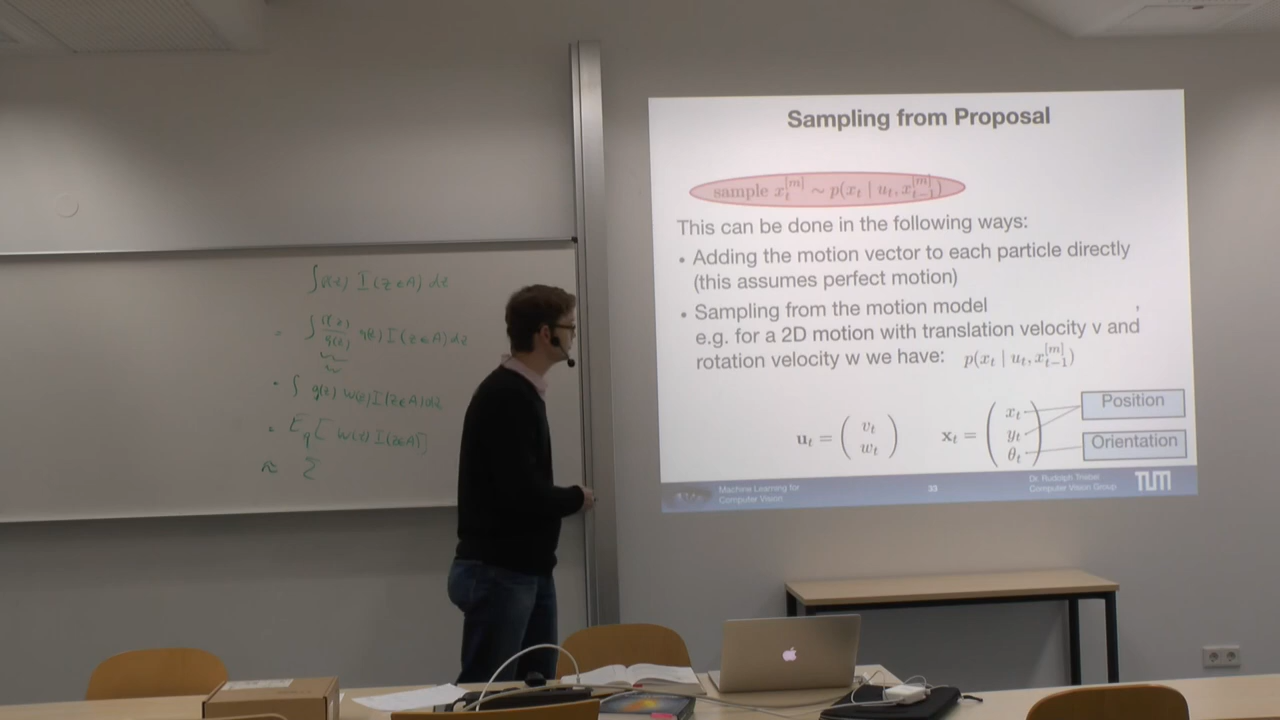 ∫ p(z) I(z∈A) dz
= ∫ p(z)/q(z) q(z) I(z∈A) dz
= ∫ q(z) w(z) I(z∈A) dz
= E_q[ w(z) I(z∈A)]
≈ Σ
Sampling from Proposal
sample x_t^[m] ∼ p(x_t | u_t, x_{t-1}^[m])
This can be done in the following ways:
• Adding the motion vector to each particle directly
(this assumes perfect motion)
• Sampling from the motion model
e.g. for a 2D motion with translation velocity v and
rotation velocity w we have: p(x_t | u_t, x_{t-1}^[m])
u_t = ( v_t w_t ) x_t = ( x_t y_t θ_t )
Position
Orientation
Machine Learning for
Computer Vision
33
Dr. Rudolph Triebel
Computer Vision Group
TUM